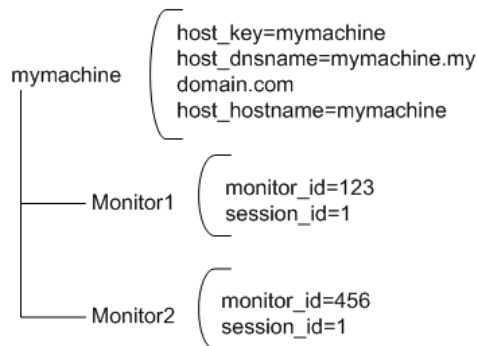 host_key=mymachine
host_dnsname=mymachine.my
mymachine
domain.com
host_hostname=mymachine
monitor_id=123
Monitor1
session_id=1
monitor_id=456
Monitor2
session_id=1